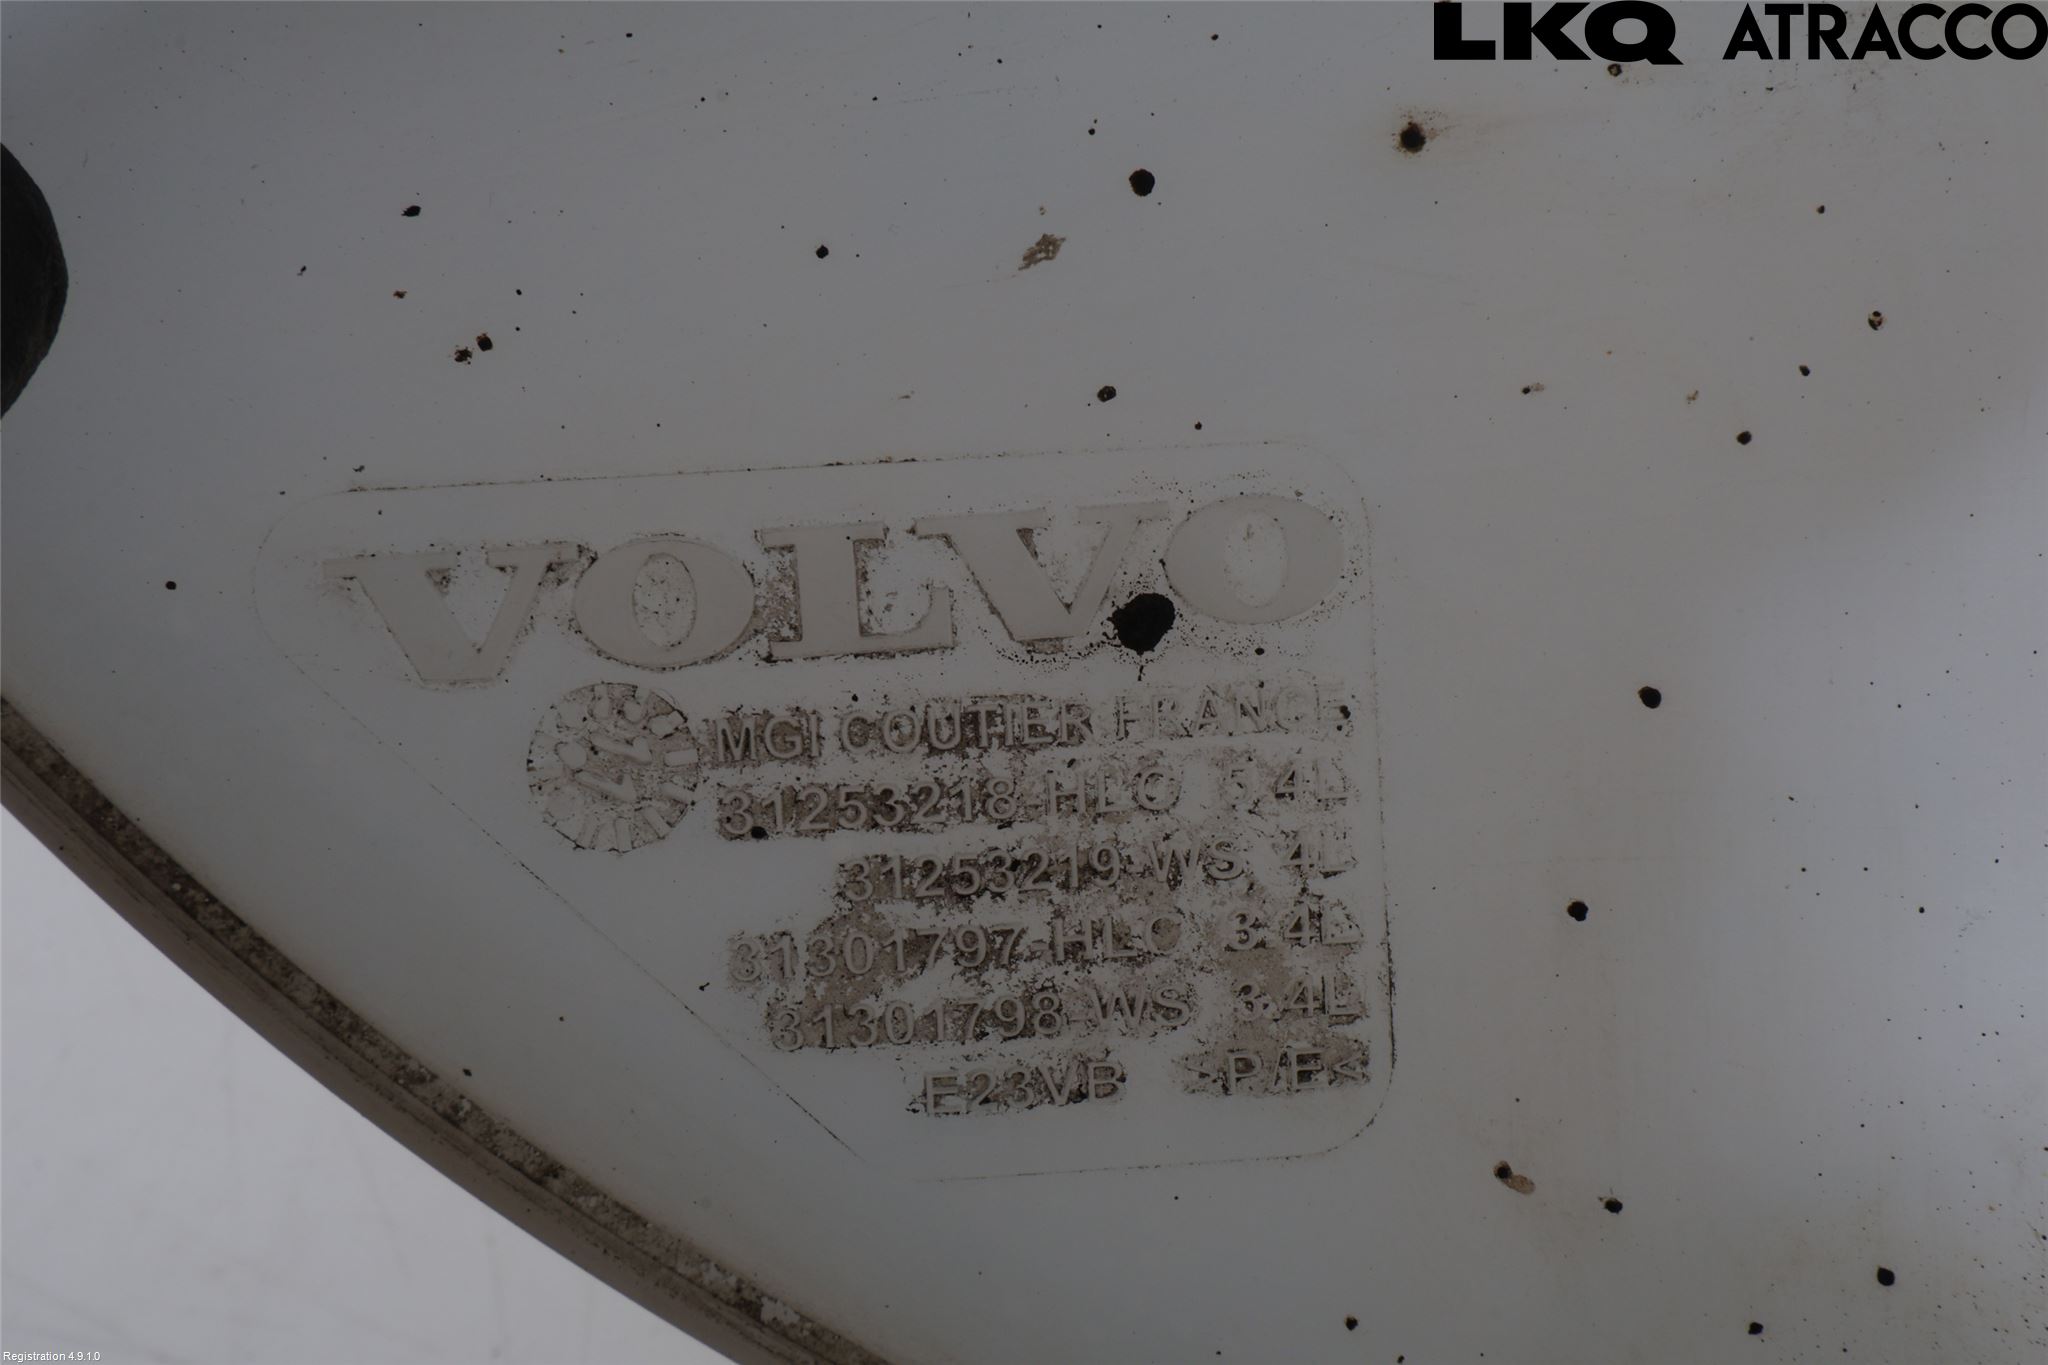 LKQ ATRACCO
VOLVO
MGI COUTIER FRANCE
31253218-HLC 5,4L
31253219-WS 4L
31301797-HLC 3,4L
31301798-WS 3,4L
E23VB >P/E<
Registration 4.9.1.0